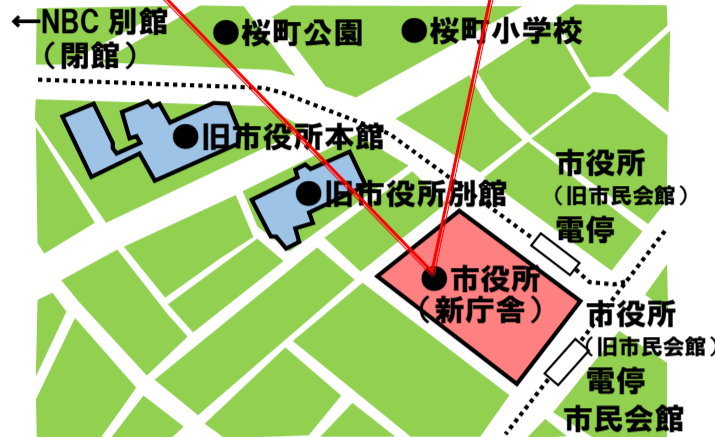 ←NBC 別館
（閉館）
●桜町公園
●桜町小学校
●旧市役所本館
●旧市役所別館
市役所
（旧市民会館）
電停
●市役所
（新庁舎）
市役所
（旧市民会館）
電停
市民会館